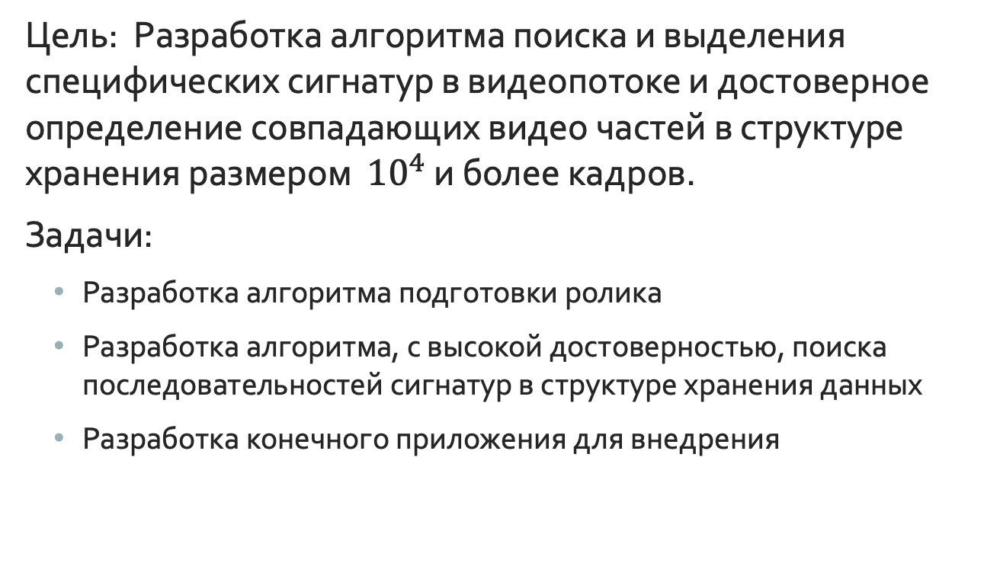 Цель:  Разработка алгоритма поиска и выделения
специфических сигнатур в видеопотоке и достоверное
определение совпадающих видео частей в структуре
хранения размером  10⁴ и более кадров.
Задачи:
• Разработка алгоритма подготовки ролика
• Разработка алгоритма, с высокой достоверностью, поиска
последовательностей сигнатур в структуре хранения данных
• Разработка конечного приложения для внедрения